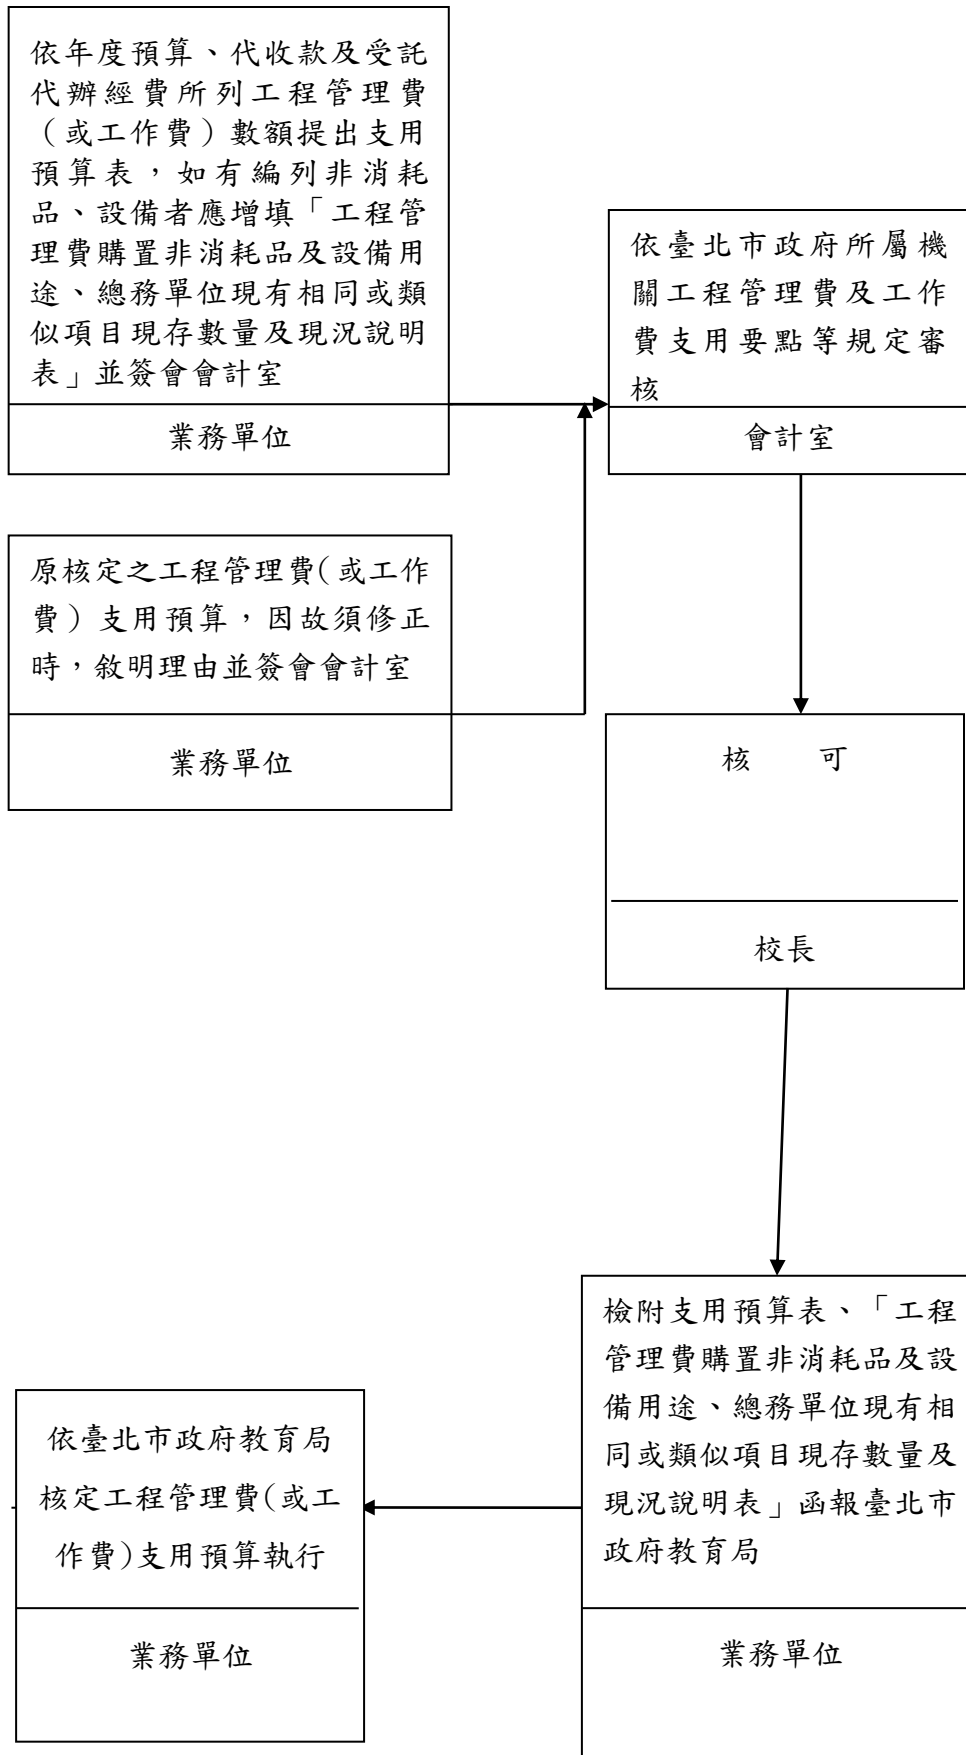 依年度預算、代收款及受託
代辦經費所列工程管理費
（或工作費）數額提出支用
預算表，如有編列非消耗
品、設備者應增填「工程管
理費購置非消耗品及設備用
途、總務單位現有相同或類
似項目現存數量及現況說明
表」並簽會會計室
業務單位
依臺北市政府所屬機
關工程管理費及工作
費支用要點等規定審
核
會計室
原核定之工程管理費(或工作
費）支用預算，因故須修正
時，敘明理由並簽會會計室
業務單位
核　可
校長
檢附支用預算表、「工程
管理費購置非消耗品及設
備用途、總務單位現有相
同或類似項目現存數量及
現況說明表」函報臺北市
政府教育局
業務單位
依臺北市政府教育局
核定工程管理費(或工
作費)支用預算執行
業務單位